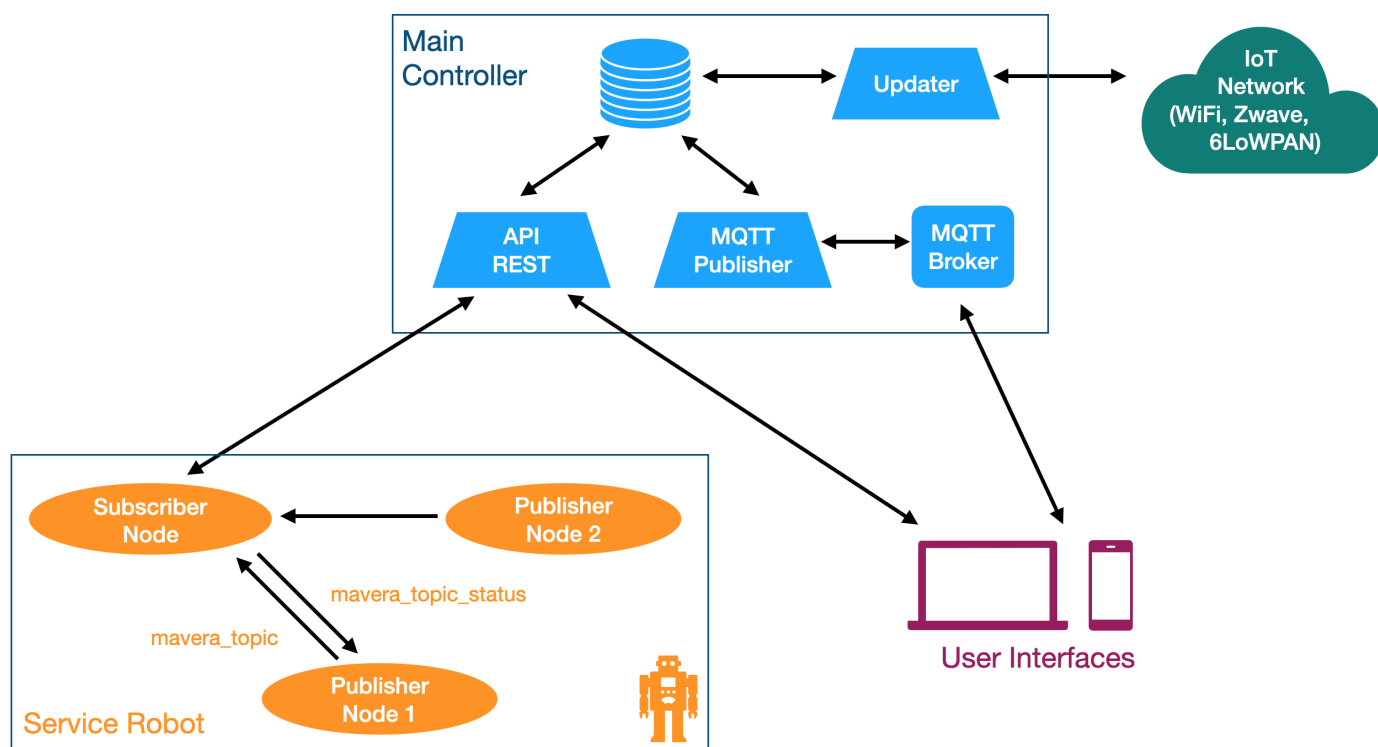 Main
Controller
Updater
IoT
Network
(WiFi, Zwave,
6LoWPAN)
API
REST
MQTT
Publisher
MQTT
Broker
Subscriber
Node
Publisher
Node 2
mavera_topic_status
mavera_topic
Publisher
Node 1
Service Robot
User Interfaces